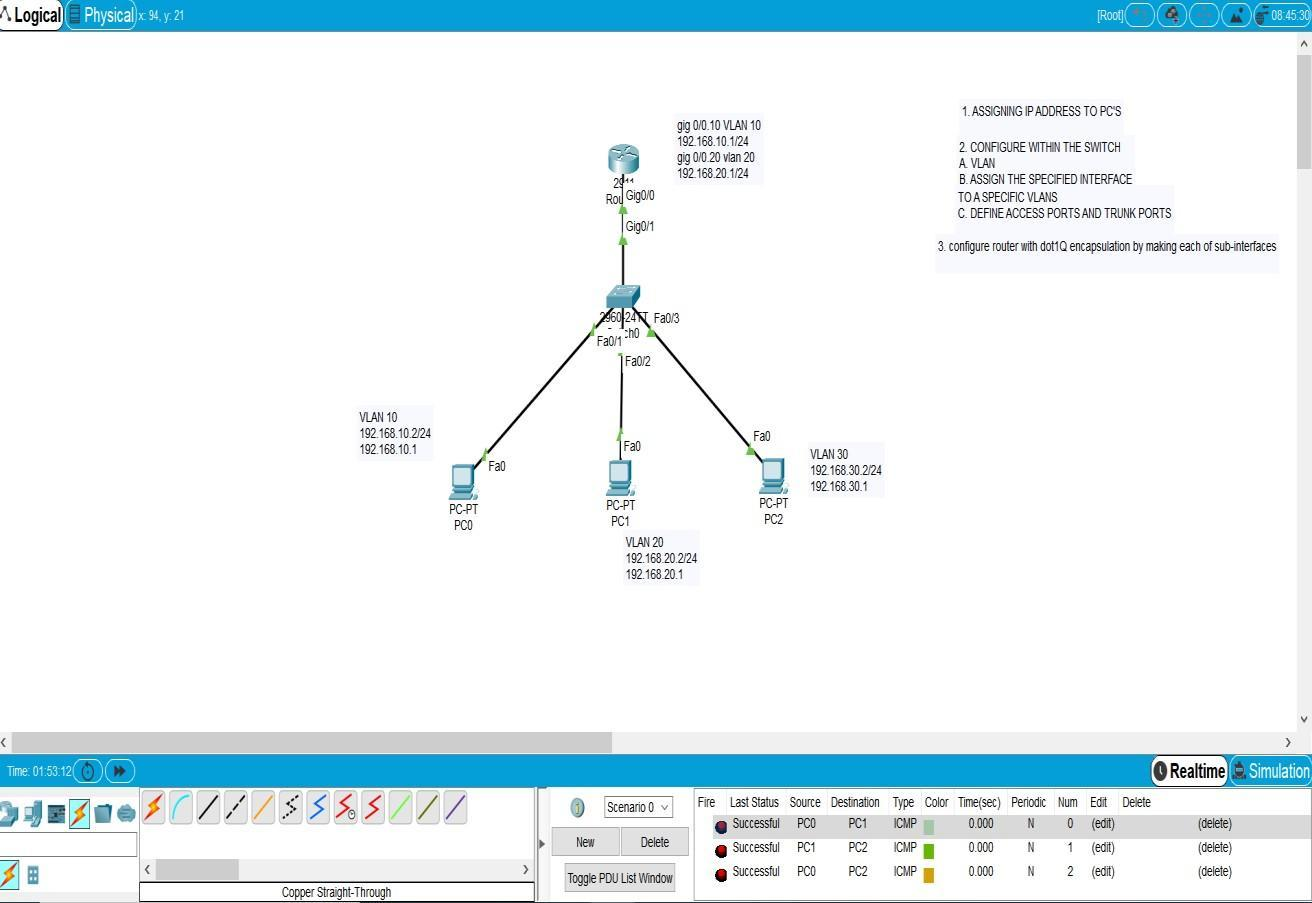 Logical Physical x: 94, y: 21 [Root] 08:45:30
gig 0/0.10 VLAN 10
192.168.10.1/24
gig 0/0.20 vlan 20
192.168.20.1/24
1. ASSIGNING IP ADDRESS TO PC'S
2. CONFIGURE WITHIN THE SWITCH
A. VLAN
B. ASSIGN THE SPECIFIED INTERFACE
TO A SPECIFIC VLANS
C. DEFINE ACCESS PORTS AND TRUNK PORTS
3. configure router with dot1Q encapsulation by making each of sub-interfaces
Gig0/0
Gig0/1
Fa0/3
Fa0/1
Fa0/2
VLAN 10
192.168.10.2/24
192.168.10.1
Fa0
PC-PT
PC0
Fa0
PC-PT
PC1
VLAN 20
192.168.20.2/24
192.168.20.1
Fa0
PC-PT
PC2
VLAN 30
192.168.30.2/24
192.168.30.1
Time: 01:53:12 Realtime Simulation
Copper Straight-Through
Scenario 0
New Delete
Toggle PDU List Window
Fire Last Status Source Destination Type Color Time(sec) Periodic Num Edit Delete
Successful PC0 PC1 ICMP 0.000 N 0 (edit) (delete)
Successful PC1 PC2 ICMP 0.000 N 1 (edit) (delete)
Successful PC0 PC2 ICMP 0.000 N 2 (edit) (delete)